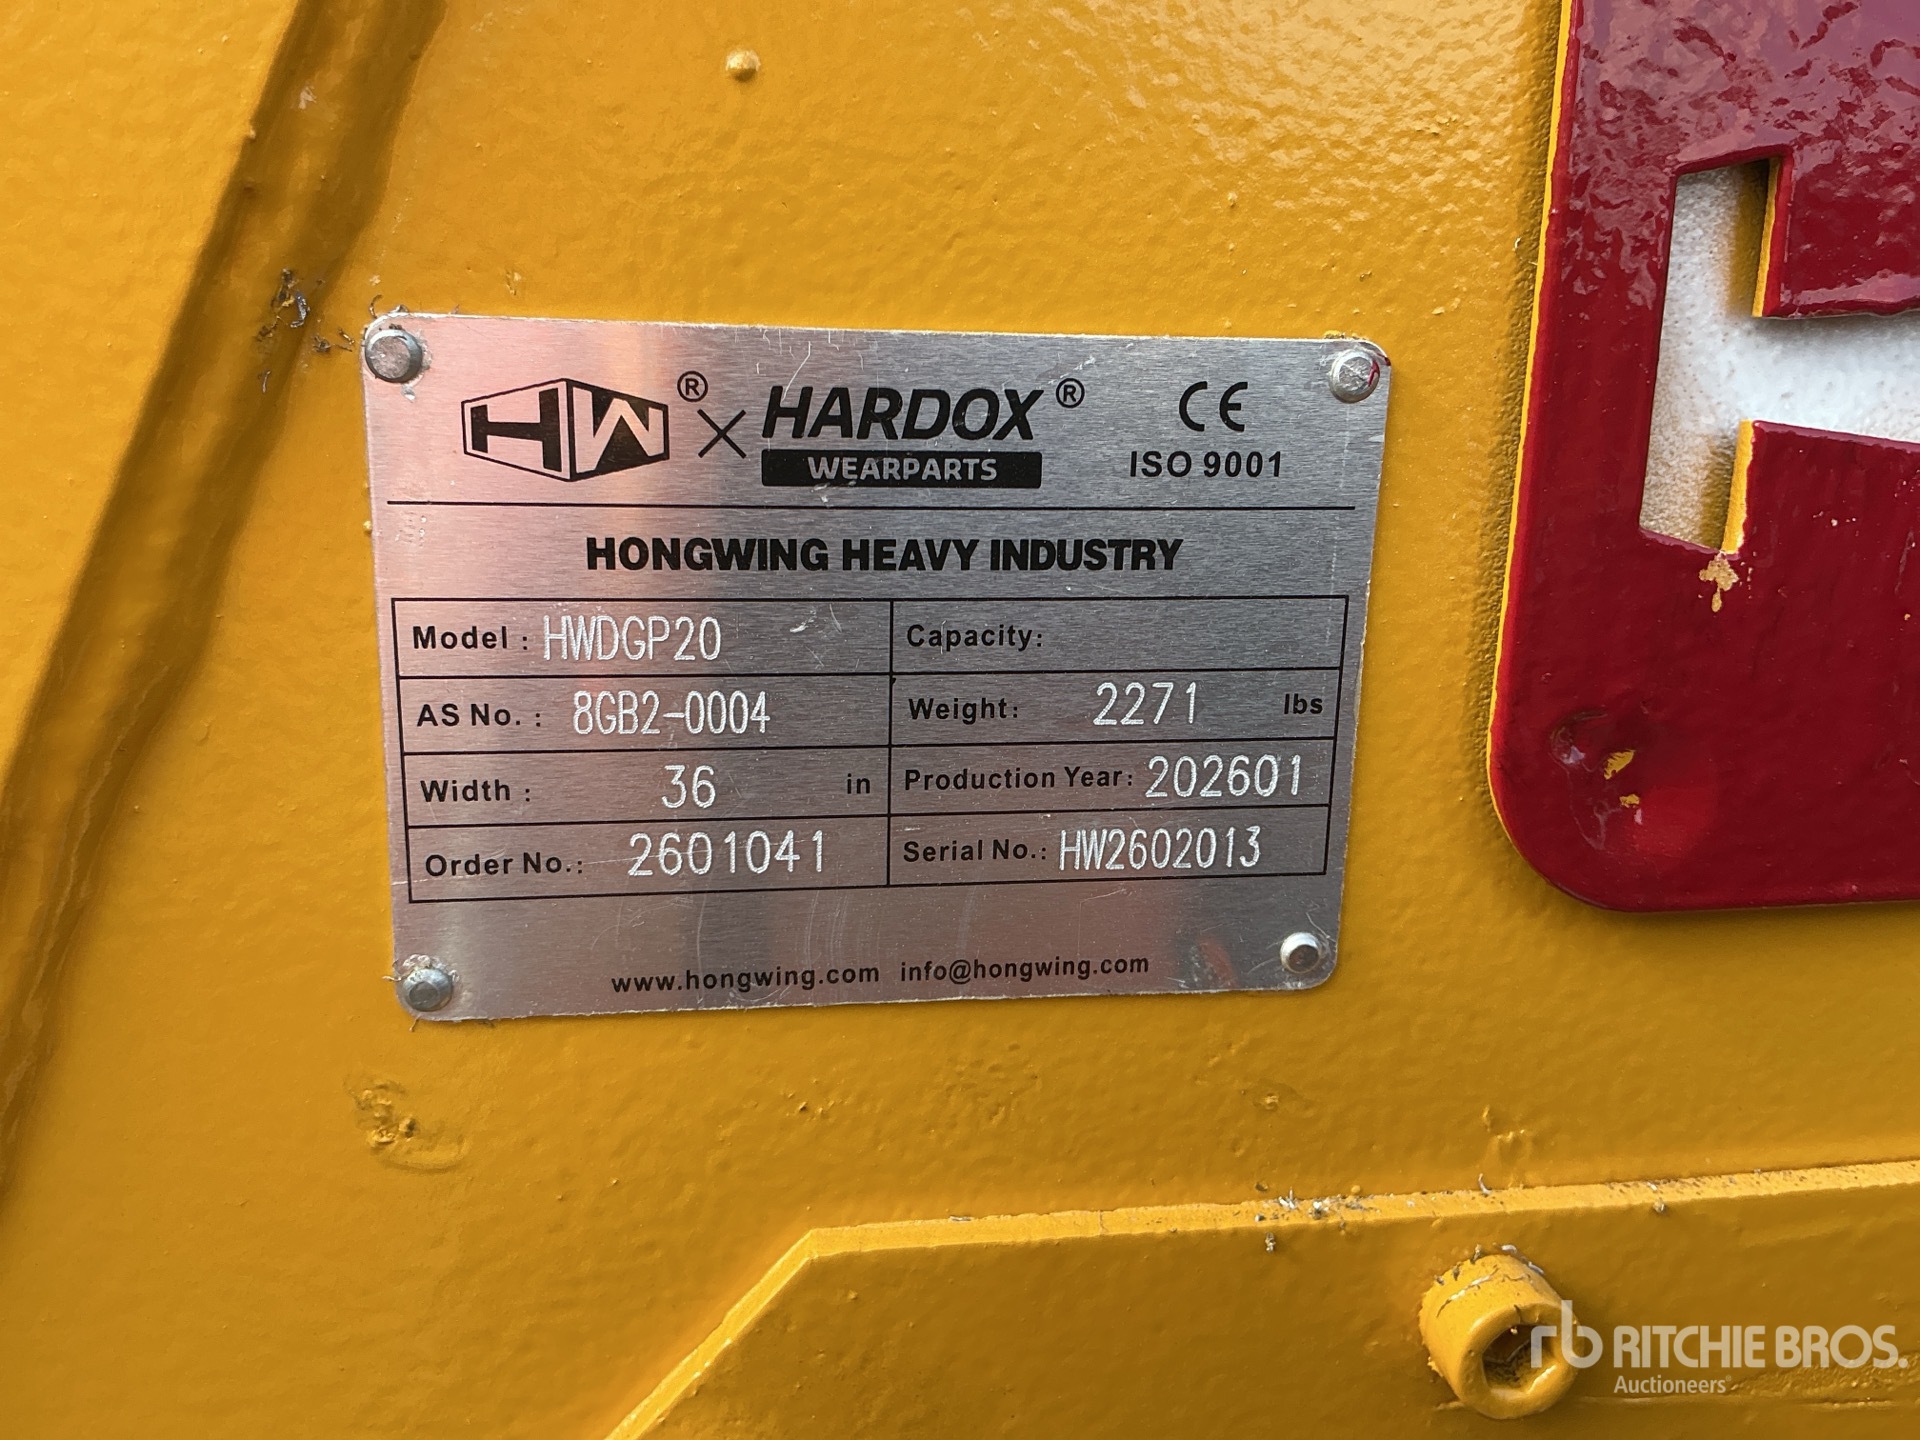 HW® × HARDOX® CE
WEARPARTS ISO 9001
HONGWING HEAVY INDUSTRY
Model : HWDGP20 Capacity:
AS No. : 8GB2-0004 Weight: 2271 lbs
Width : 36 in Production Year: 202601
Order No.: 2601041 Serial No.: HW2602013
www.hongwing.com info@hongwing.com
rb RITCHIE BROS.
Auctioneers